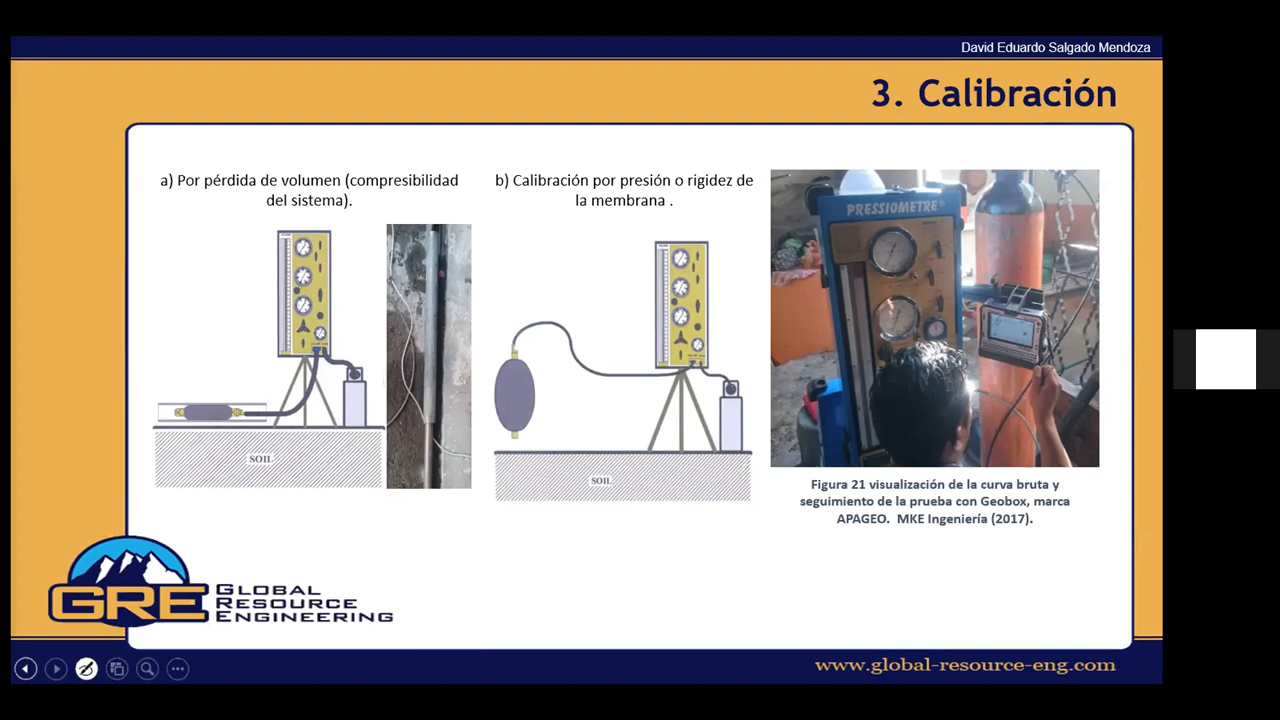 David Eduardo Salgado Mendoza
3. Calibración
a) Por pérdida de volumen (compresibilidad
del sistema).
b) Calibración por presión o rigidez de
la membrana .
SOIL
SOIL
PRESSIOMETRE
Figura 21 visualización de la curva bruta y
seguimiento de la prueba con Geobox, marca
APAGEO.  MKE Ingeniería (2017).
GRE
GLOBAL
RESOURCE
ENGINEERING
www.global-resource-eng.com